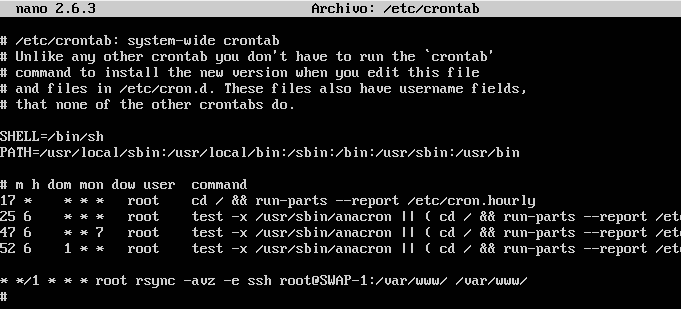 nano 2.6.3 Archivo: /etc/crontab
# /etc/crontab: system-wide crontab
# Unlike any other crontab you don't have to run the `crontab'
# command to install the new version when you edit this file
# and files in /etc/cron.d. These files also have username fields,
# that none of the other crontabs do.
SHELL=/bin/sh
PATH=/usr/local/sbin:/usr/local/bin:/sbin:/bin:/usr/sbin:/usr/bin
# m h dom mon dow user command
17 * * * * root cd / && run-parts --report /etc/cron.hourly
25 6 * * * root test -x /usr/sbin/anacron || ( cd / && run-parts --report /etc
47 6 * * 7 root test -x /usr/sbin/anacron || ( cd / && run-parts --report /etc
52 6 1 * * root test -x /usr/sbin/anacron || ( cd / && run-parts --report /etc
* */1 * * * root rsync -avz -e ssh root@SWAP-1:/var/www/ /var/www/
#